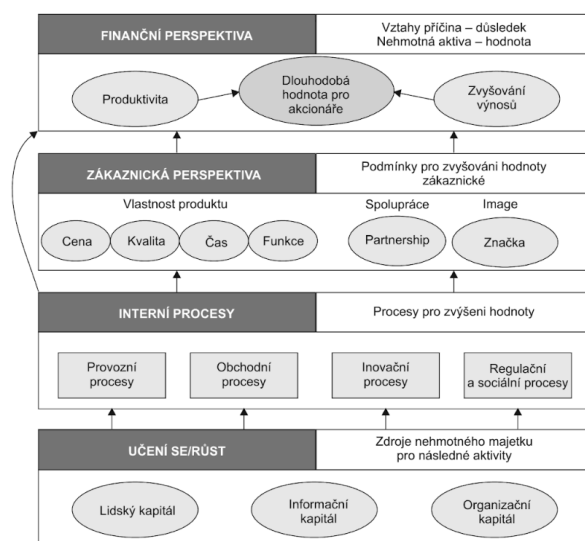 FINANČNÍ PERSPEKTIVA
Vztahy příčina – důsledek
Nehmotná aktiva – hodnota
Produktivita
Dlouhodobá
hodnota pro
akcionáře
Zvyšování
výnosů
ZÁKAZNICKÁ PERSPEKTIVA
Podmínky pro zvyšováni hodnoty
zákaznické
Vlastnost produktu
Spolupráce
Image
Cena
Kvalita
Čas
Funkce
Partnership
Značka
INTERNÍ PROCESY
Procesy pro zvýšeni hodnoty
Provozní
procesy
Obchodní
procesy
Inovační
procesy
Regulační
a sociální procesy
UČENÍ SE/RŮST
Zdroje nehmotného majetku
pro následné aktivity
Lidský kapitál
Informační
kapitál
Organizační
kapitál